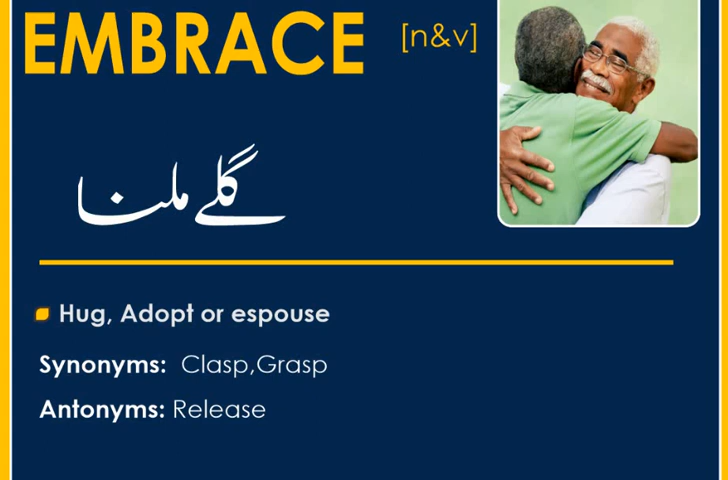 EMBRACE [n&v]
گلے ملنا
Hug, Adopt or espouse
Synonyms: Clasp,Grasp
Antonyms: Release